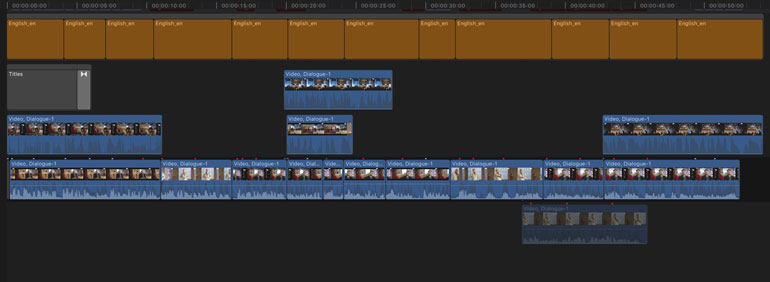 00:00:00:00 00:00:05:00 00:00:10:00 00:00:15:00 00:00:20:00 00:00:25:00 00:00:30:00 00:00:35:00 00:00:40:00 00:00:45:00 00:00:50:00
English_en English_en English_en English_en English_en English_en English_en English_en English_en English_en English_en English_en English_en
Titles
Video, Dialogue-1
Video, Dialogue-1 Video, Dialogue-1 Video, Dialogue-1
Video, Dialogue-1 Video, Dialogue-1 Video, Dialogue-1 Video, Dial... Vide... Video, Dialog... Video, Dialogue-1 Video, Dialogue-1 Video, Dialogue-1 Video, Dialogue-1
Video, Dialogue-1